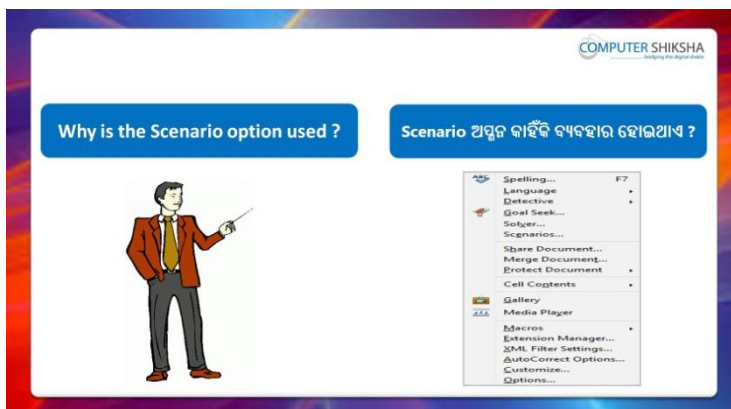 COMPUTER SHIKSHA
bridging the digital divide
Why is the Scenario option used ?
Scenario ଅପ୍ସନ କାହିଁକି ବ୍ୟବହାର ହୋଇଥାଏ ?
ABC Spelling... F7
Language
Detective
Goal Seek...
Solver...
Scenarios...
Share Document...
Merge Document...
Protect Document
Cell Contents
Gallery
Media Player
Macros
Extension Manager...
XML Filter Settings...
AutoCorrect Options...
Customize...
Options...